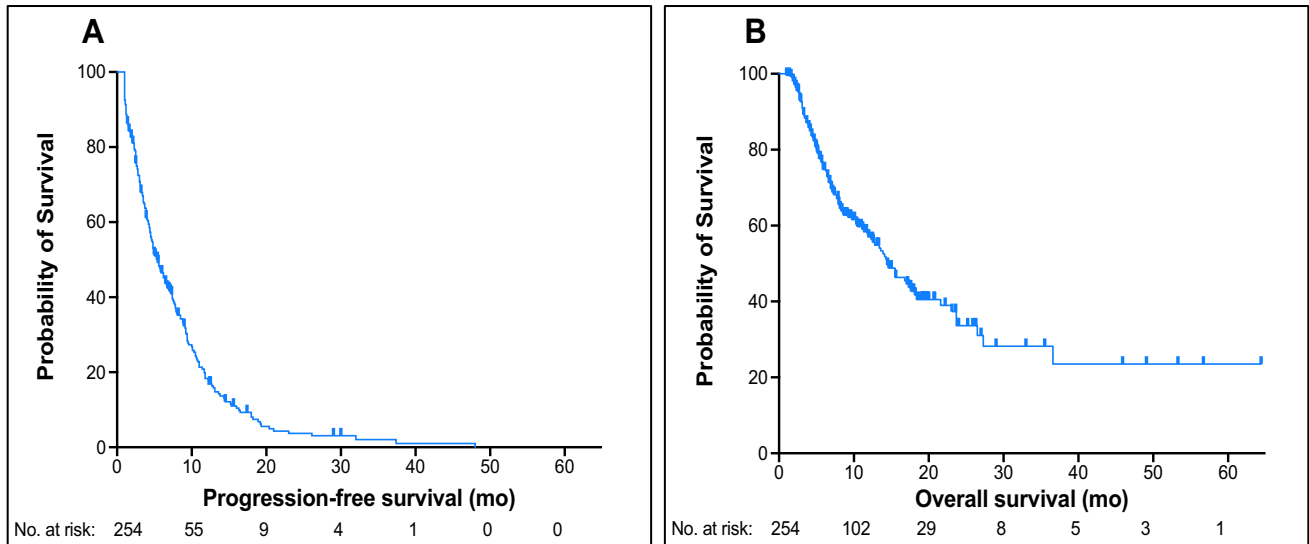 A
Probability of Survival
100
80
60
40
20
0
0 10 20 30 40 50 60
Progression-free survival (mo)
No. at risk: 254 55 9 4 1 0 0
B
Probability of Survival
100
80
60
40
20
0
0 10 20 30 40 50 60
Overall survival (mo)
No. at risk: 254 102 29 8 5 3 1